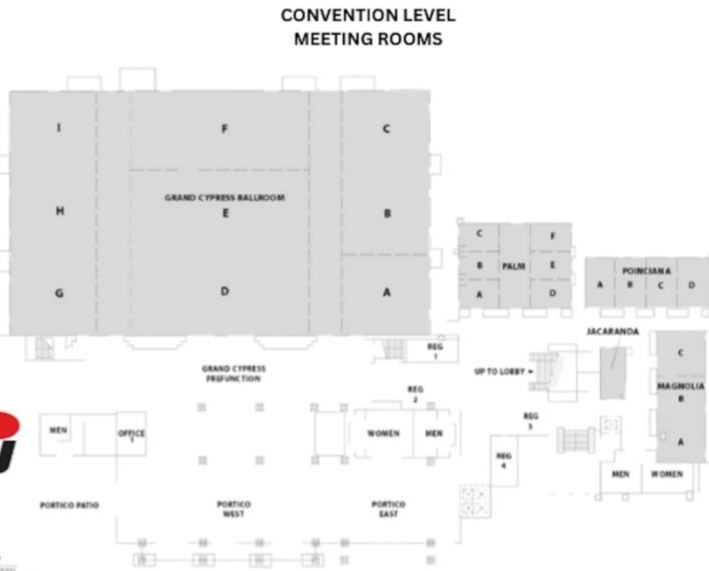 CONVENTION LEVEL
MEETING ROOMS
I
F
C
H
GRAND CYPRESS BALLROOM
E
B
G
D
A
C
F
B
PALM
E
A
D
POINCIANA
A
B
C
D
JACARANDA
REG
1
UP TO LOBBY
C
MAGNOLIA
B
A
GRAND CYPRESS
PREFUNCTION
REG
2
REG
3
MEN
OFFICE
1
WOMEN
MEN
REG
4
MEN
WOMEN
PORTICO PATIO
PORTICO
WEST
PORTICO
EAST